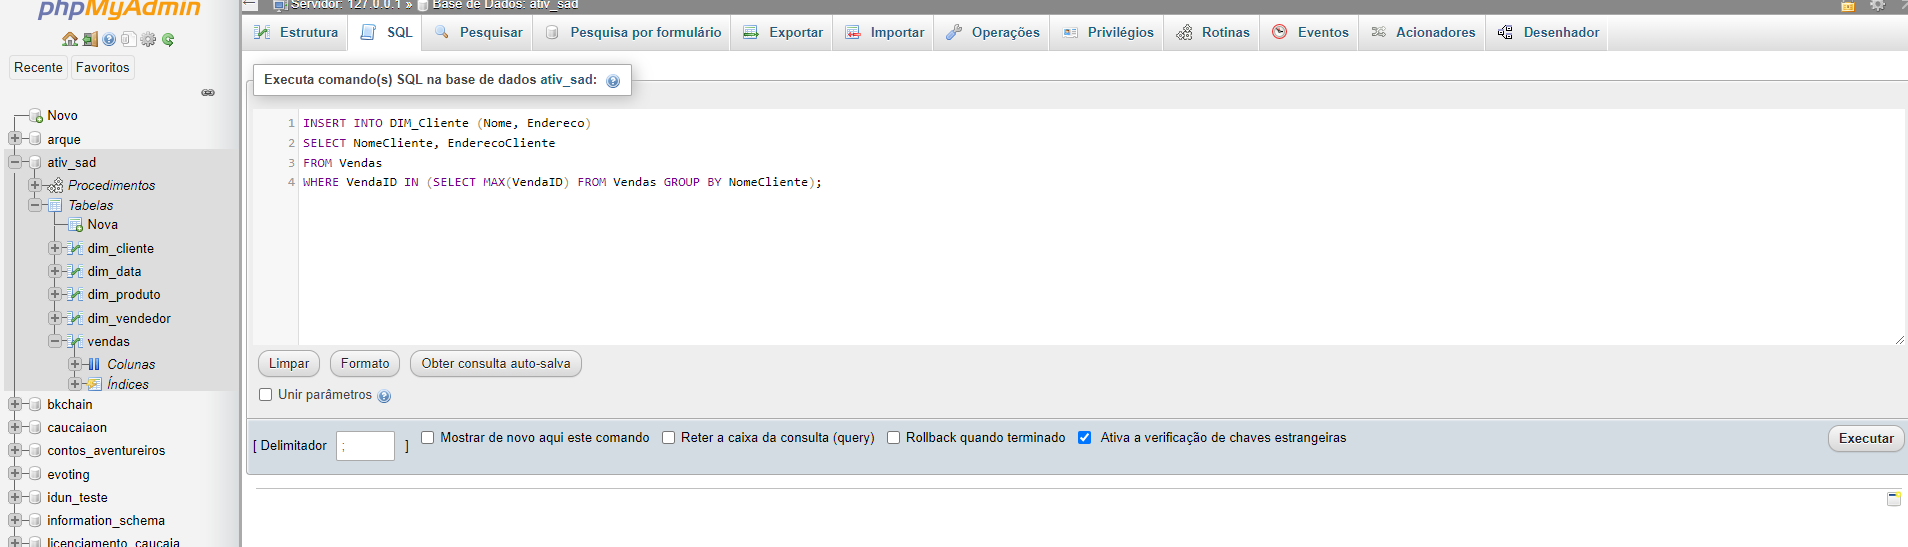 phpMyAdmin
Recente Favoritos
Novo
arque
ativ_sad
Procedimentos
Tabelas
Nova
dim_cliente
dim_data
dim_produto
dim_vendedor
vendas
Colunas
Índices
bkchain
caucaiaon
contos_aventureiros
evoting
idun_teste
information_schema
licenciamento_caucaia
Servidor: 127.0.0.1 » Base de Dados: ativ_sad
Estrutura SQL Pesquisar Pesquisa por formulário Exportar Importar Operações Privilégios Rotinas Eventos Acionadores Desenhador
Executa comando(s) SQL na base de dados ativ_sad:
1 INSERT INTO DIM_Cliente (Nome, Endereco)
2 SELECT NomeCliente, EnderecoCliente
3 FROM Vendas
4 WHERE VendaID IN (SELECT MAX(VendaID) FROM Vendas GROUP BY NomeCliente);
Limpar Formato Obter consulta auto-salva
Unir parâmetros
[ Delimitador ; ] Mostrar de novo aqui este comando Reter a caixa da consulta (query) Rollback quando terminado Ativa a verificação de chaves estrangeiras Executar